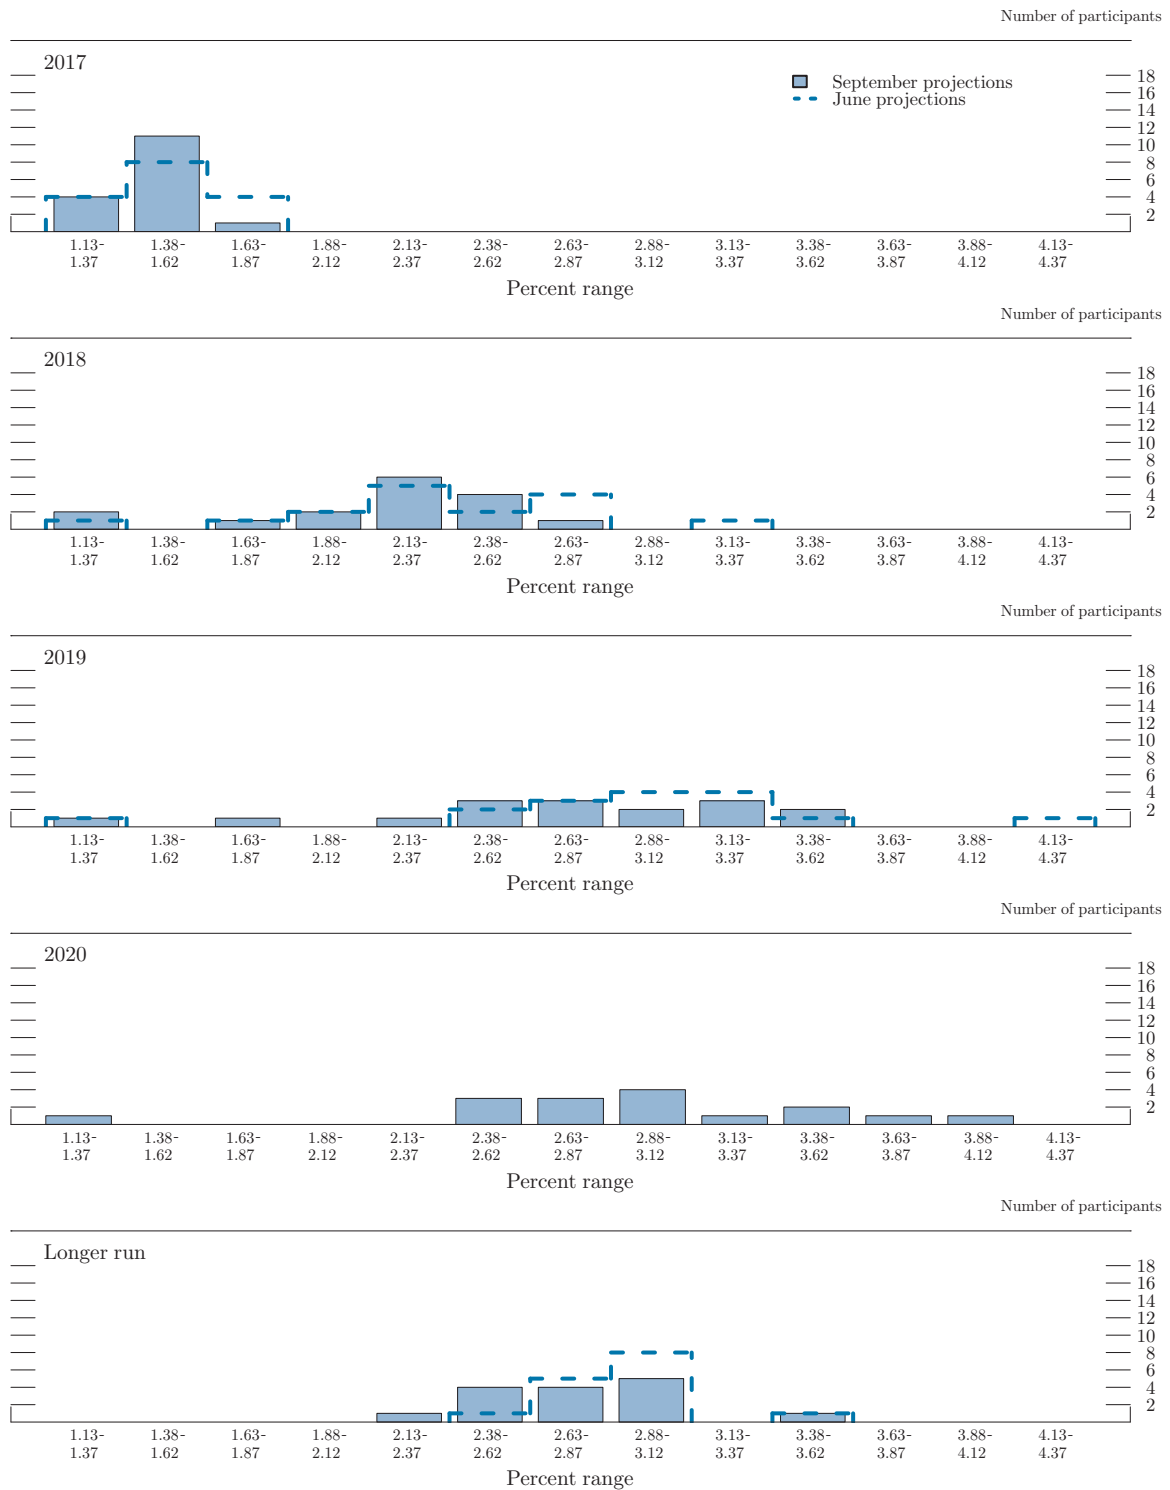 Number of participants
2017
September projections
June projections
18
16
14
12
10
8
6
4
2
1.13- 1.38- 1.63- 1.88- 2.13- 2.38- 2.63- 2.88- 3.13- 3.38- 3.63- 3.88- 4.13-
1.37 1.62 1.87 2.12 2.37 2.62 2.87 3.12 3.37 3.62 3.87 4.12 4.37
Percent range
Number of participants
2018
18
16
14
12
10
8
6
4
2
1.13- 1.38- 1.63- 1.88- 2.13- 2.38- 2.63- 2.88- 3.13- 3.38- 3.63- 3.88- 4.13-
1.37 1.62 1.87 2.12 2.37 2.62 2.87 3.12 3.37 3.62 3.87 4.12 4.37
Percent range
Number of participants
2019
18
16
14
12
10
8
6
4
2
1.13- 1.38- 1.63- 1.88- 2.13- 2.38- 2.63- 2.88- 3.13- 3.38- 3.63- 3.88- 4.13-
1.37 1.62 1.87 2.12 2.37 2.62 2.87 3.12 3.37 3.62 3.87 4.12 4.37
Percent range
Number of participants
2020
18
16
14
12
10
8
6
4
2
1.13- 1.38- 1.63- 1.88- 2.13- 2.38- 2.63- 2.88- 3.13- 3.38- 3.63- 3.88- 4.13-
1.37 1.62 1.87 2.12 2.37 2.62 2.87 3.12 3.37 3.62 3.87 4.12 4.37
Percent range
Number of participants
Longer run
18
16
14
12
10
8
6
4
2
1.13- 1.38- 1.63- 1.88- 2.13- 2.38- 2.63- 2.88- 3.13- 3.38- 3.63- 3.88- 4.13-
1.37 1.62 1.87 2.12 2.37 2.62 2.87 3.12 3.37 3.62 3.87 4.12 4.37
Percent range